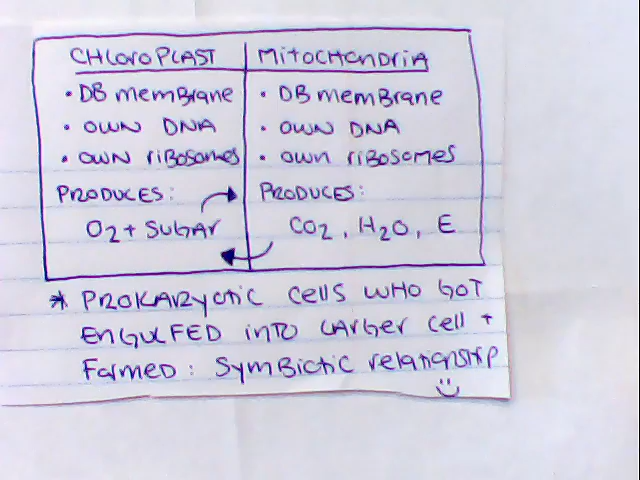 CHLOROPLAST
• DB MEMBRANE
• OWN DNA
• OWN RIBOSOMES
PRODUCES:
O2 + SUGAR
MITOCHONDRIA
• DB MEMBRANE
• OWN DNA
• OWN RIBOSOMES
PRODUCES:
CO2, H2O, E
* PROKARYOTIC CELLS WHO GOT
ENGULFED INTO LARGER CELL +
FARMED: SYMBIOTIC RELATIONSHIP